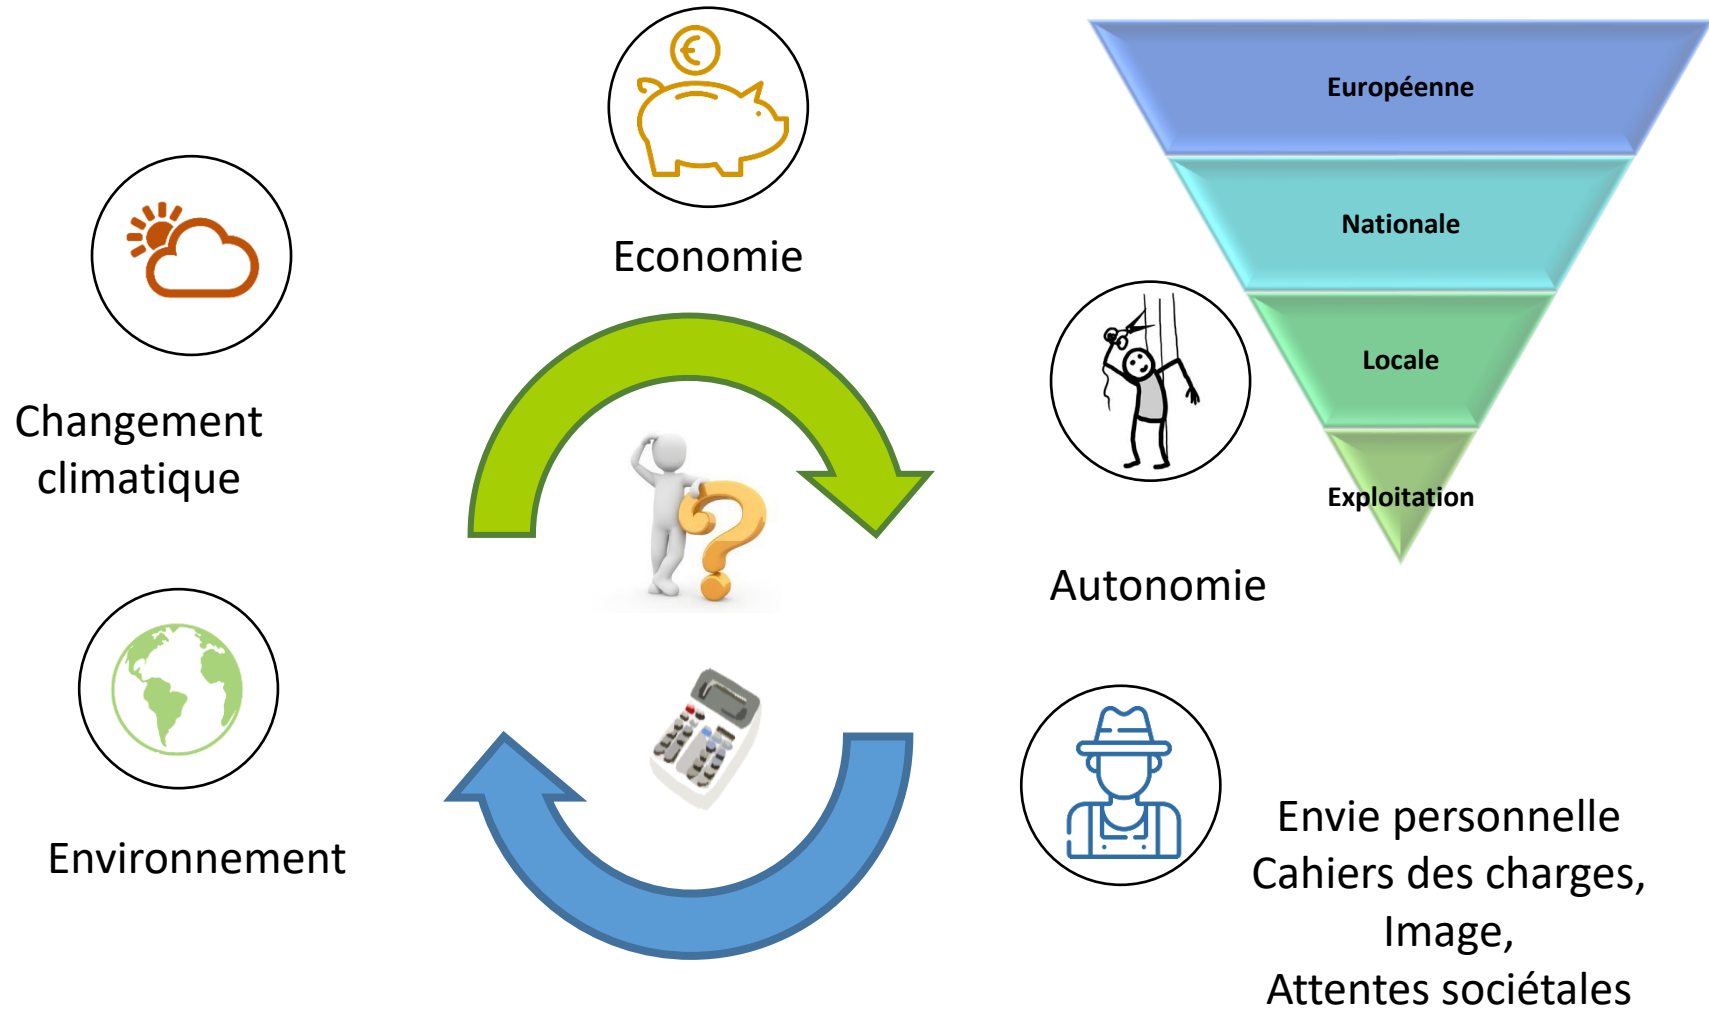 Economie
Changement
climatique
Environnement
Européenne
Nationale
Locale
Exploitation
Autonomie
Envie personnelle
Cahiers des charges,
Image,
Attentes sociétales